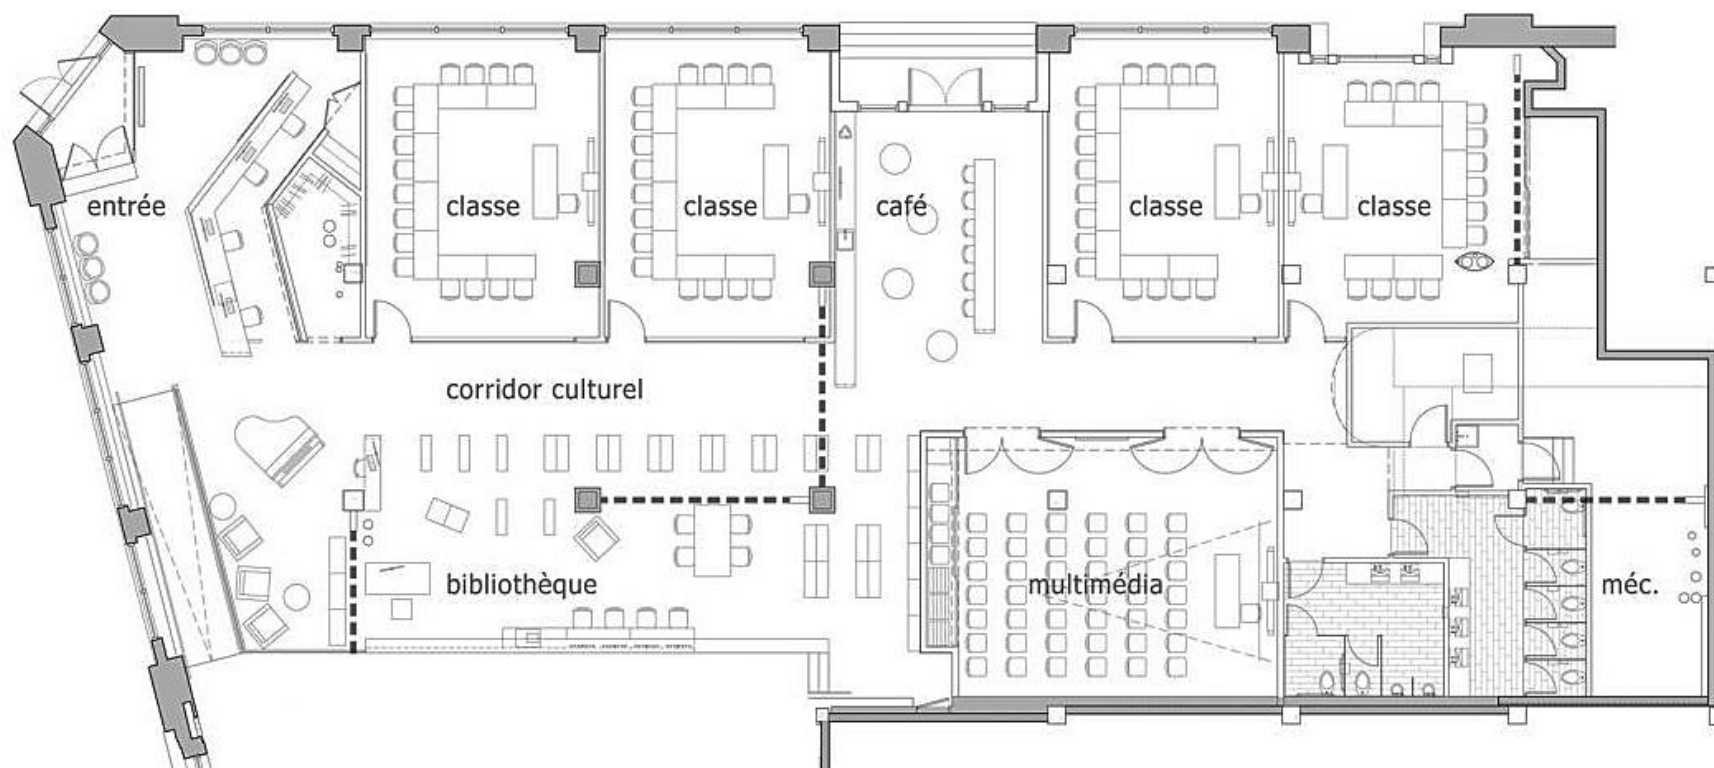 entrée
classe
classe
café
classe
classe
corridor culturel
bibliothèque
multimédia
méc.